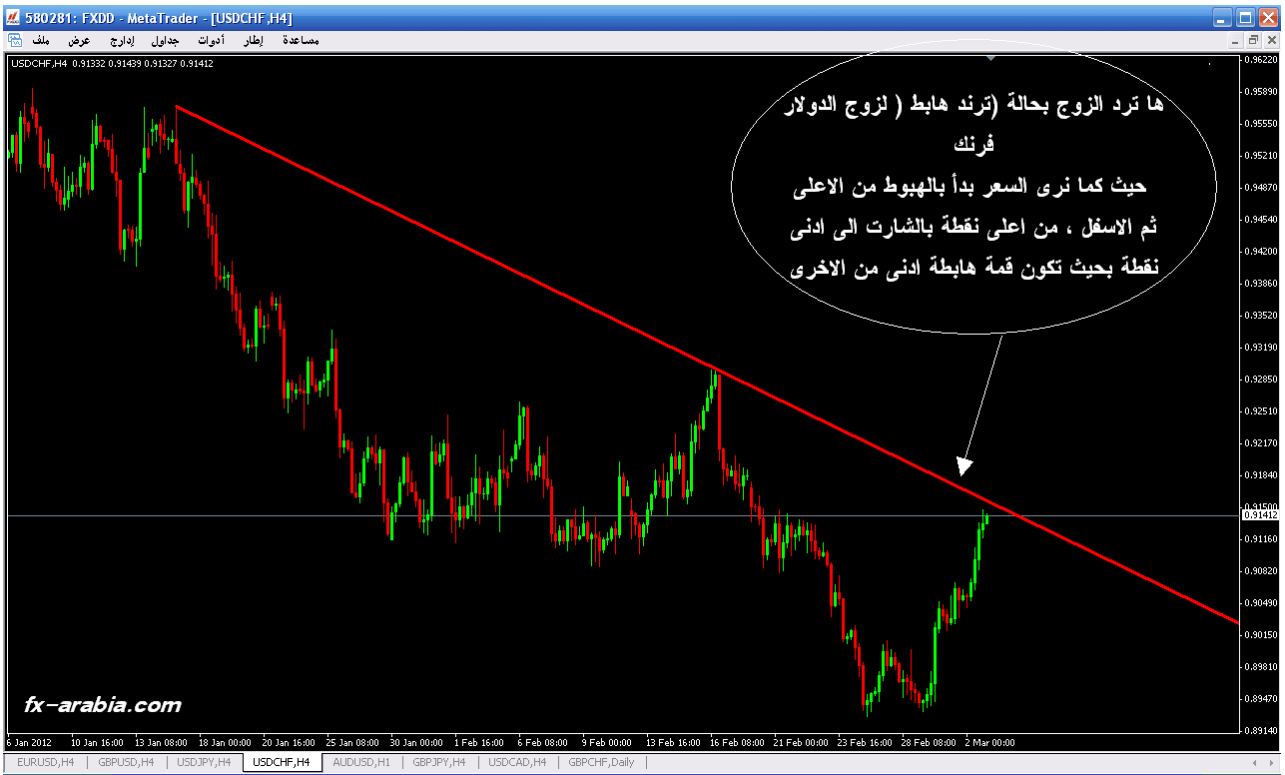 580281: FXDD - MetaTrader - [USDCHF,H4]
ملف عرض إدارج جداول أدوات إطار مساعدة
USDCHF,H4 0.91332 0.91439 0.91327 0.91412
ها ترد الزوج بحالة (ترند هابط ( لزوج الدولار
فرنك
حيث كما نرى السعر بدأ بالهبوط من الاعلى
ثم الاسفل ، من اعلى نقطة بالشارت الى ادنى
نقطة بحيث تكون قمة هابطة ادنى من الاخرى
0.96220
0.95890
0.95550
0.95210
0.94870
0.94540
0.94200
0.93860
0.93520
0.93190
0.92850
0.92510
0.92170
0.91840
0.91500
0.91412
0.91160
0.90820
0.90490
0.90150
0.89810
0.89470
0.89140
fx-arabia.com
6 Jan 2012 10 Jan 16:00 13 Jan 08:00 18 Jan 00:00 20 Jan 16:00 25 Jan 08:00 30 Jan 00:00 1 Feb 16:00 6 Feb 08:00 9 Feb 00:00 13 Feb 16:00 16 Feb 08:00 21 Feb 00:00 23 Feb 16:00 28 Feb 08:00 2 Mar 00:00
EURUSD,H4 GBPUSD,H4 USDJPY,H4 USDCHF,H4 AUDUSD,H1 GBPJPY,H4 USDCAD,H4 GBPCHF,Daily